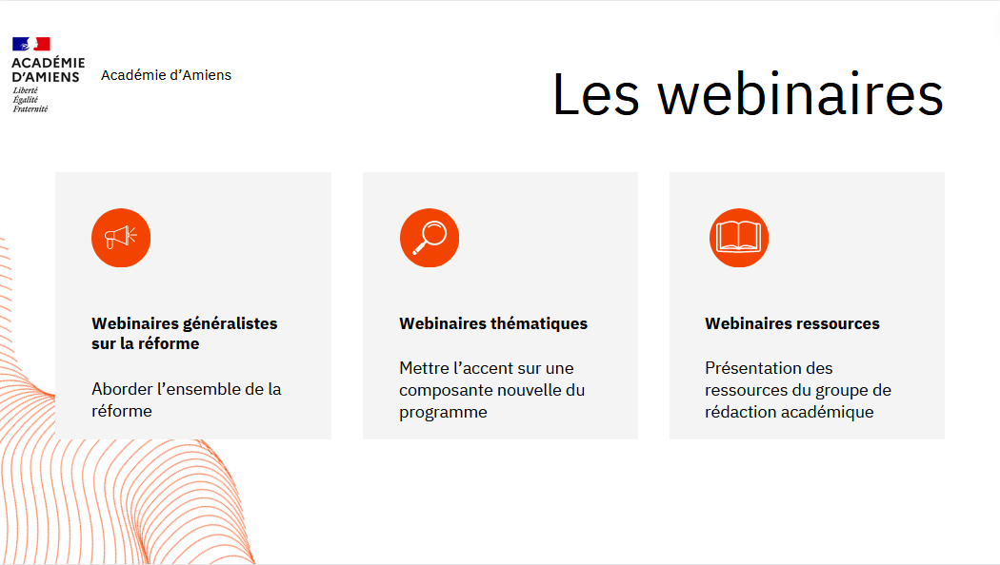 ACADÉMIE
D'AMIENS
Liberté
Égalité
Fraternité
Académie d'Amiens
Les webinaires
Webinaires généralistes
sur la réforme
Aborder l'ensemble de la
réforme
Webinaires thématiques
Mettre l'accent sur une
composante nouvelle du
programme
Webinaires ressources
Présentation des
ressources du groupe de
rédaction académique